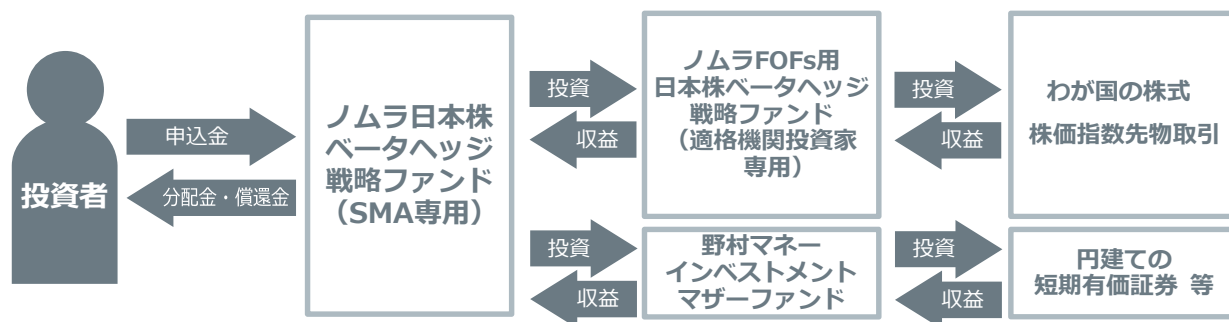 投資者
申込金
分配金・償還金
ノムラ日本株
ベータヘッジ
戦略ファンド
（SMA専用）
投資
収益
ノムラFOFs用
日本株ベータヘッジ
戦略ファンド
（適格機関投資家
専用）
投資
収益
わが国の株式
株価指数先物取引
投資
収益
野村マネー
インベストメント
マザーファンド
投資
収益
円建ての
短期有価証券 等